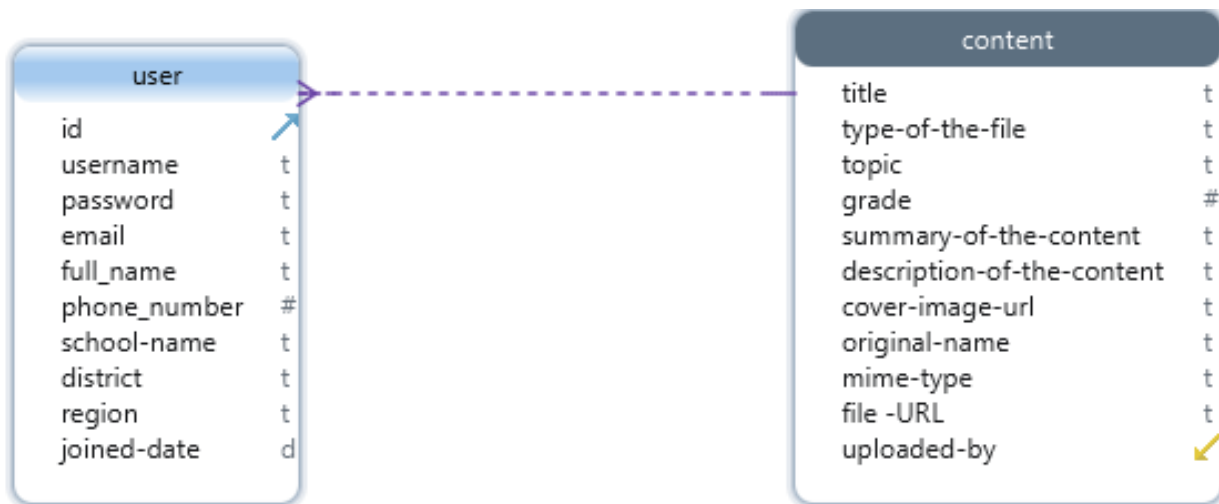 user
id
username t
password t
email t
full_name t
phone_number #
school-name t
district t
region t
joined-date d
content
title t
type-of-the-file t
topic t
grade #
summary-of-the-content t
description-of-the-content t
cover-image-url t
original-name t
mime-type t
file -URL t
uploaded-by